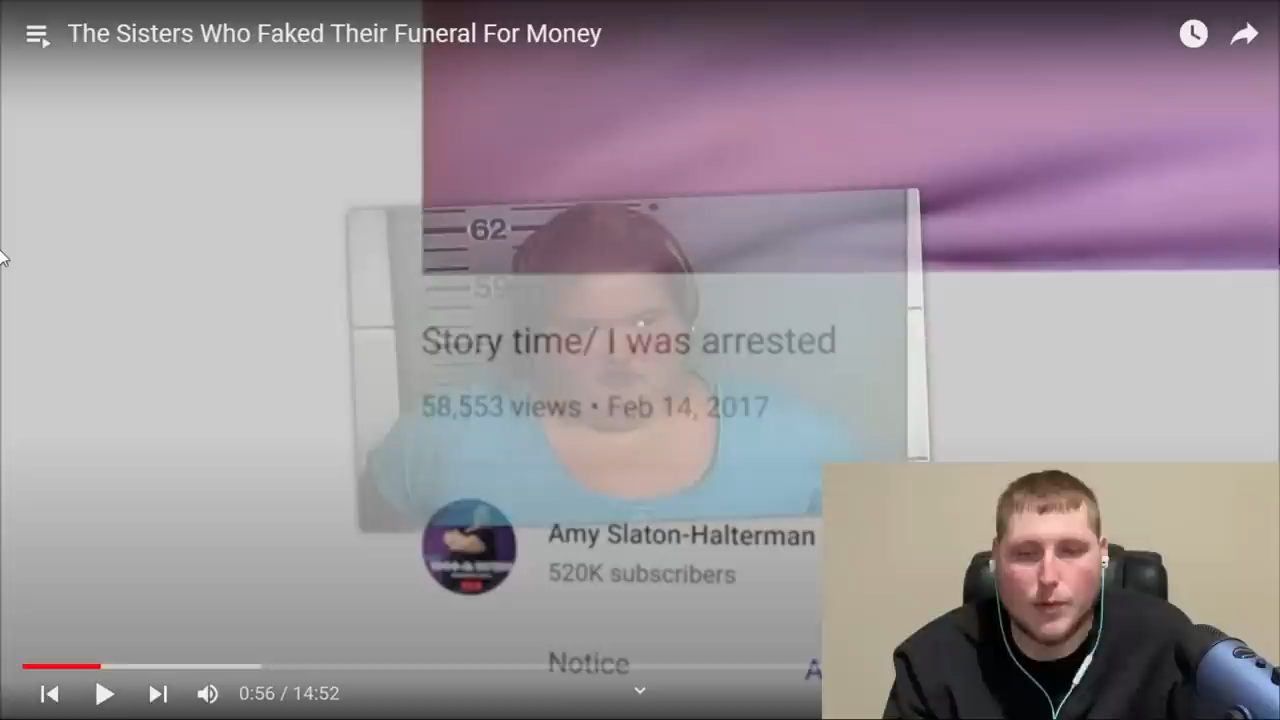 The Sisters Who Faked Their Funeral For Money
62
59
Story time/ I was arrested
58,553 views • Feb 14, 2017
Amy Slaton-Halterman
520K subscribers
Notice
A
0:56 / 14:52